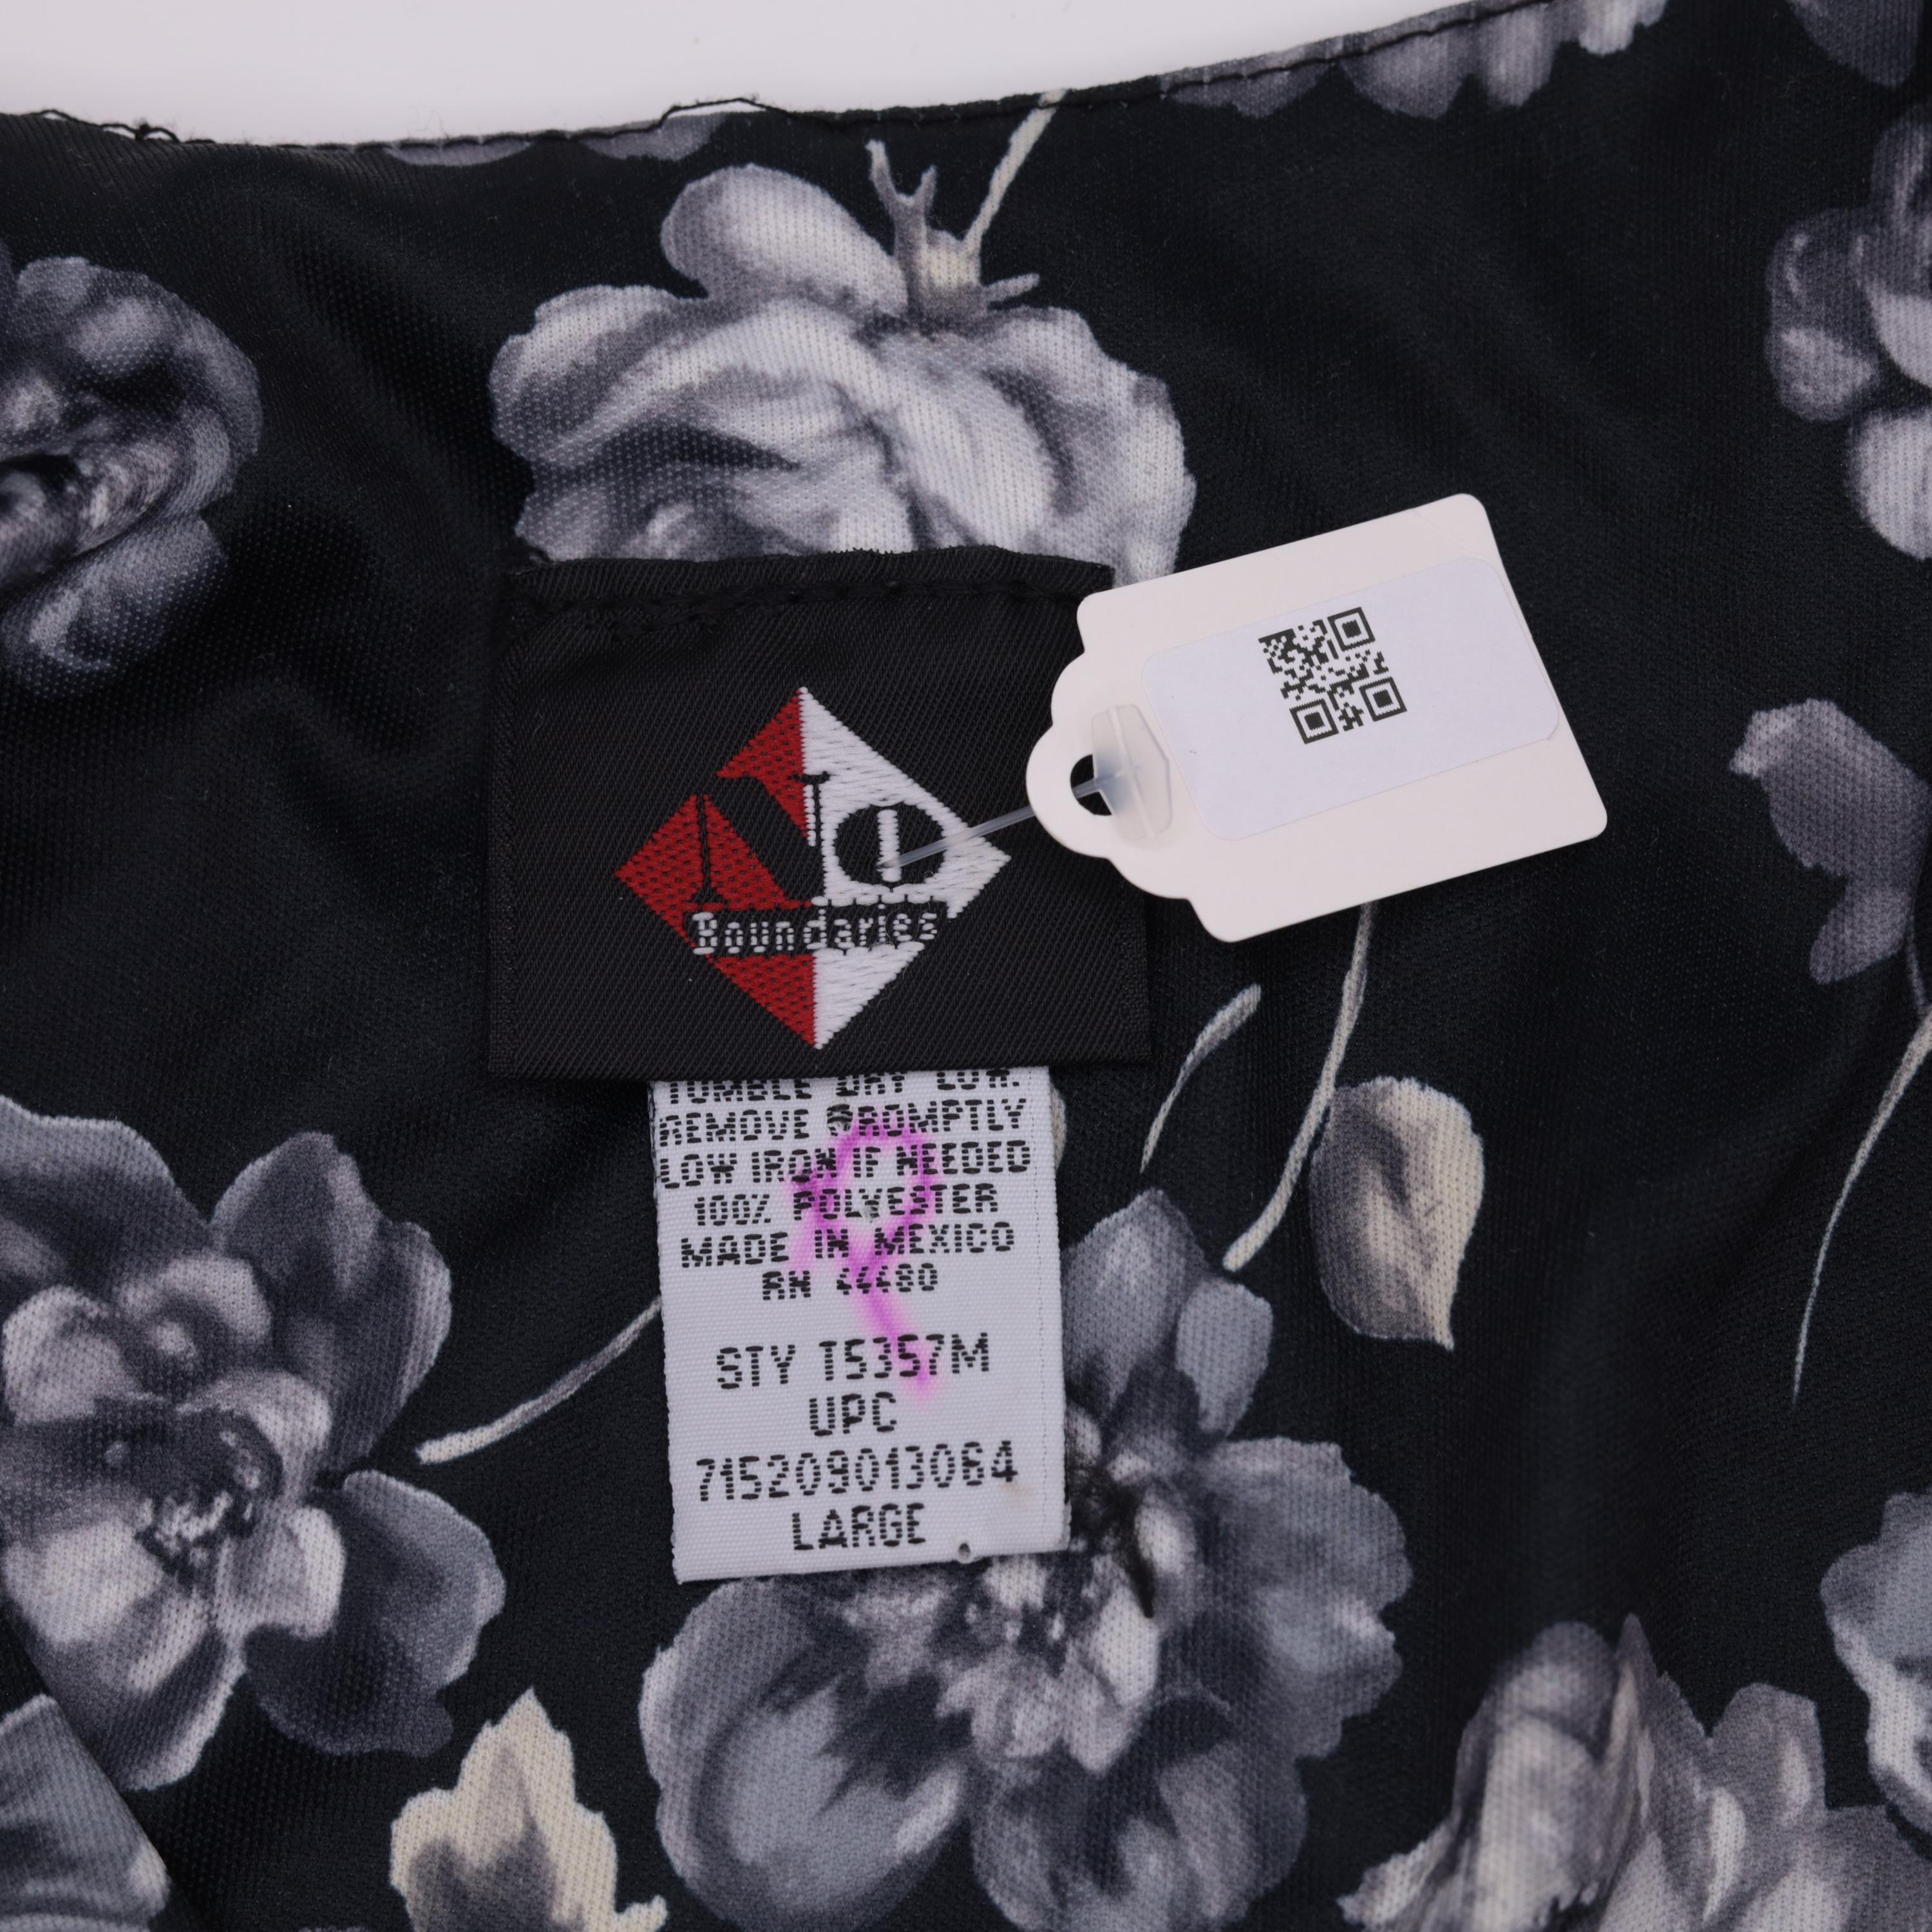 No
Boundaries
TUMBLE DRY LOW.
REMOVE PROMPTLY
LOW IRON IF NEEDED
100% POLYESTER
MADE IN MEXICO
RN 44480
STY T5357M
UPC
715209013064
LARGE